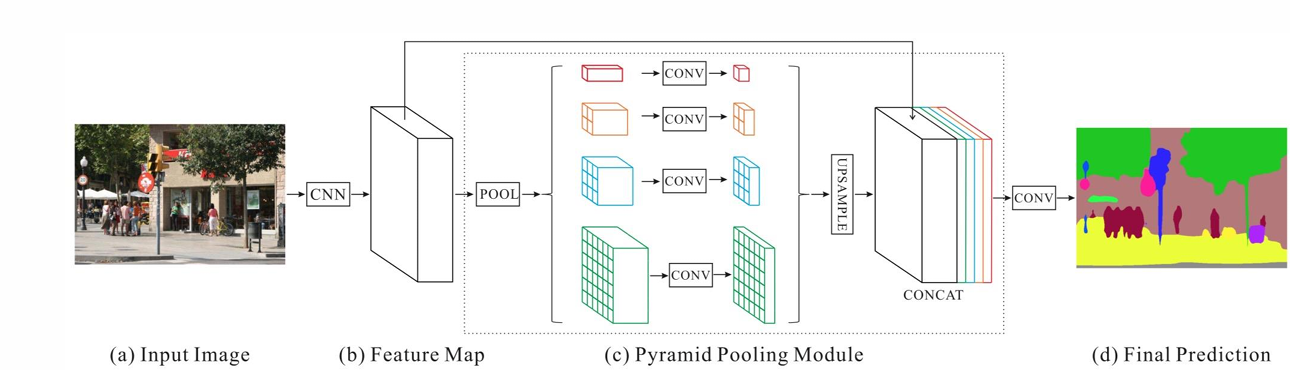 CNN
POOL
CONV
CONV
CONV
CONV
UPSAMPLE
CONCAT
CONV
(a) Input Image
(b) Feature Map
(c) Pyramid Pooling Module
(d) Final Prediction